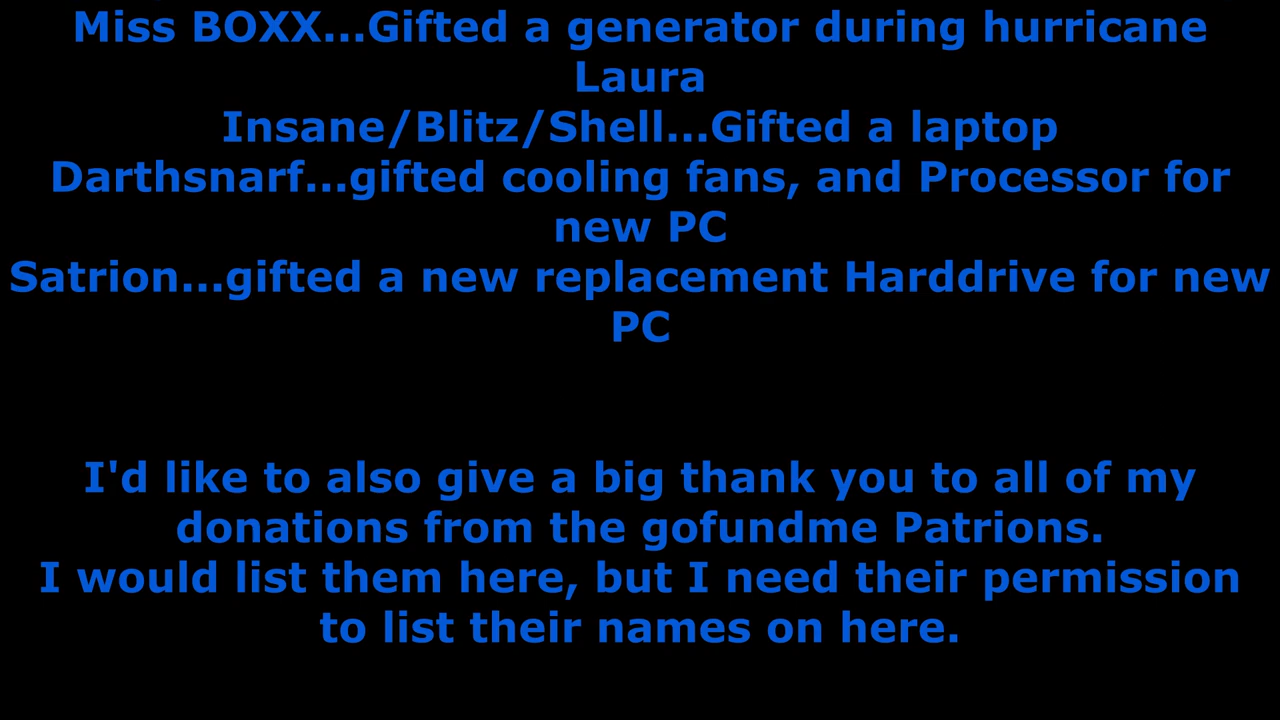 Miss BOXX...Gifted a generator during hurricane
Laura
Insane/Blitz/Shell...Gifted a laptop
Darthsnarf...gifted cooling fans, and Processor for
new PC
Satrion...gifted a new replacement Harddrive for new
PC
I'd like to also give a big thank you to all of my
donations from the gofundme Patrions.
I would list them here, but I need their permission
to list their names on here.